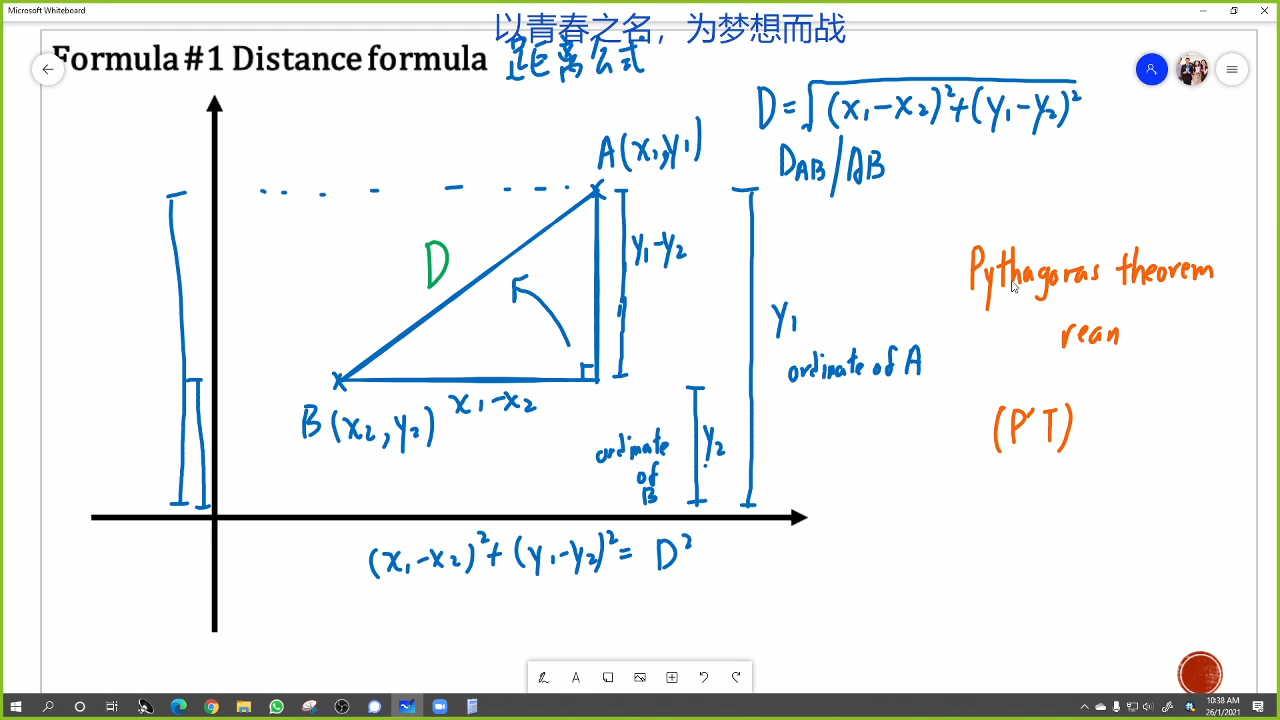 Microsoft Whiteboard
以青春之名，为梦想而战
Formula #1 Distance formula 距离公式
D = √(x₁-x₂)²+(y₁-y₂)²
D_AB / AB
A(x₁,y₁)
D
y₁-y₂
Pythagoras theorem
rean
y₁
ordinate of A
x₁-x₂
B(x₂,y₂)
(P'T)
ordinate
of
B
y₂
(x₁-x₂)²+(y₁-y₂)² = D²
A
10:38 AM
26/1/2021